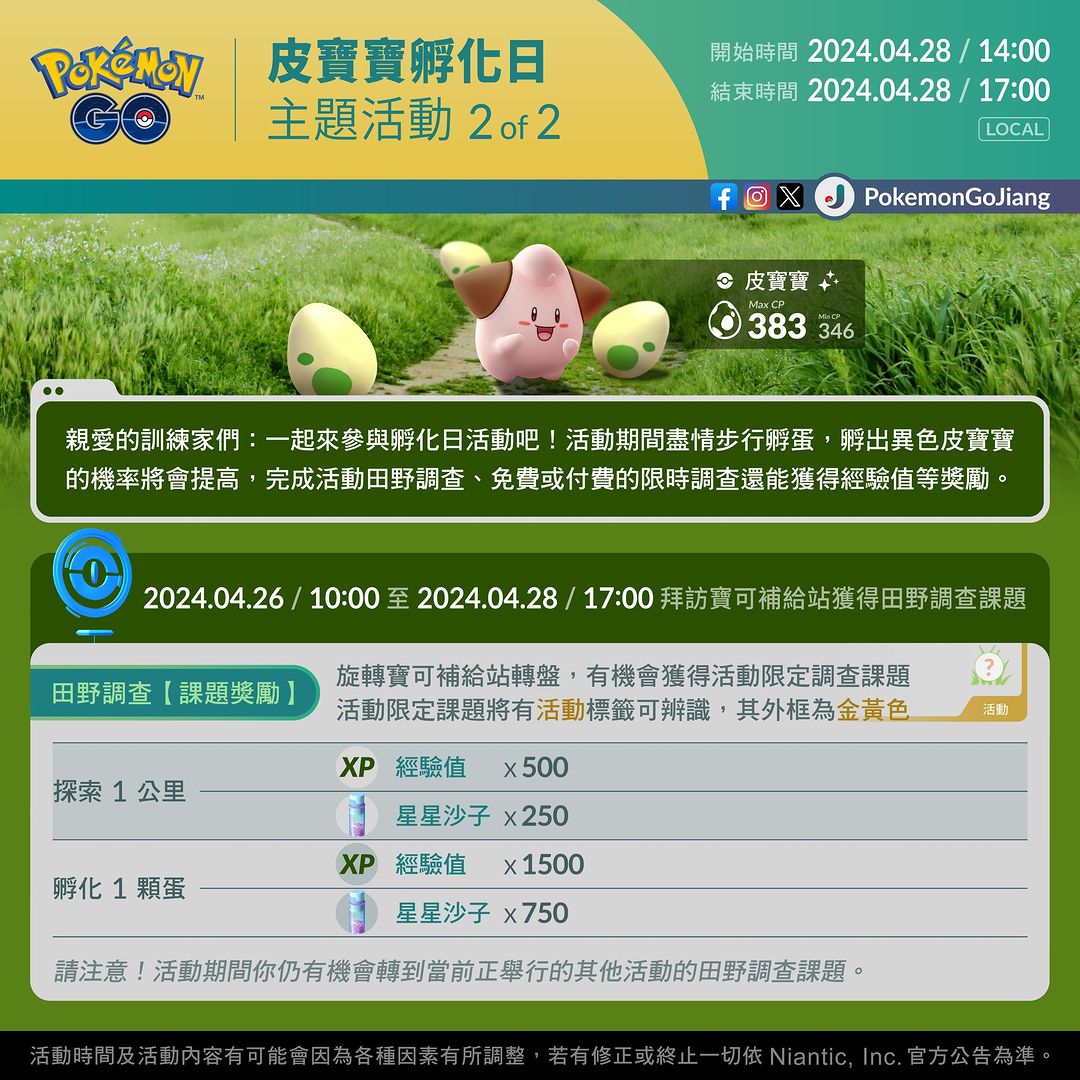 POKéMON
GO
TM
皮寶寶孵化日
主題活動 2 of 2
開始時間 2024.04.28 / 14:00
結束時間 2024.04.28 / 17:00
LOCAL
PokemonGoJiang
皮寶寶
Max CP
383
Min CP
346
親愛的訓練家們：一起來參與孵化日活動吧！活動期間盡情步行孵蛋，孵出異色皮寶寶
的機率將會提高，完成活動田野調查、免費或付費的限時調查還能獲得經驗值等獎勵。
2024.04.26 / 10:00 至 2024.04.28 / 17:00 拜訪寶可補給站獲得田野調查課題
田野調查【課題獎勵】
旋轉寶可補給站轉盤，有機會獲得活動限定調查課題
活動限定課題將有活動標籤可辨識，其外框為金黃色
?
活動
探索 1 公里
XP 經驗值 x 500
星星沙子 x 250
孵化 1 顆蛋
XP 經驗值 x 1500
星星沙子 x 750
請注意！活動期間你仍有機會轉到當前正舉行的其他活動的田野調查課題。
活動時間及活動內容有可能會因為各種因素有所調整，若有修正或終止一切依 Niantic, Inc. 官方公告為準。